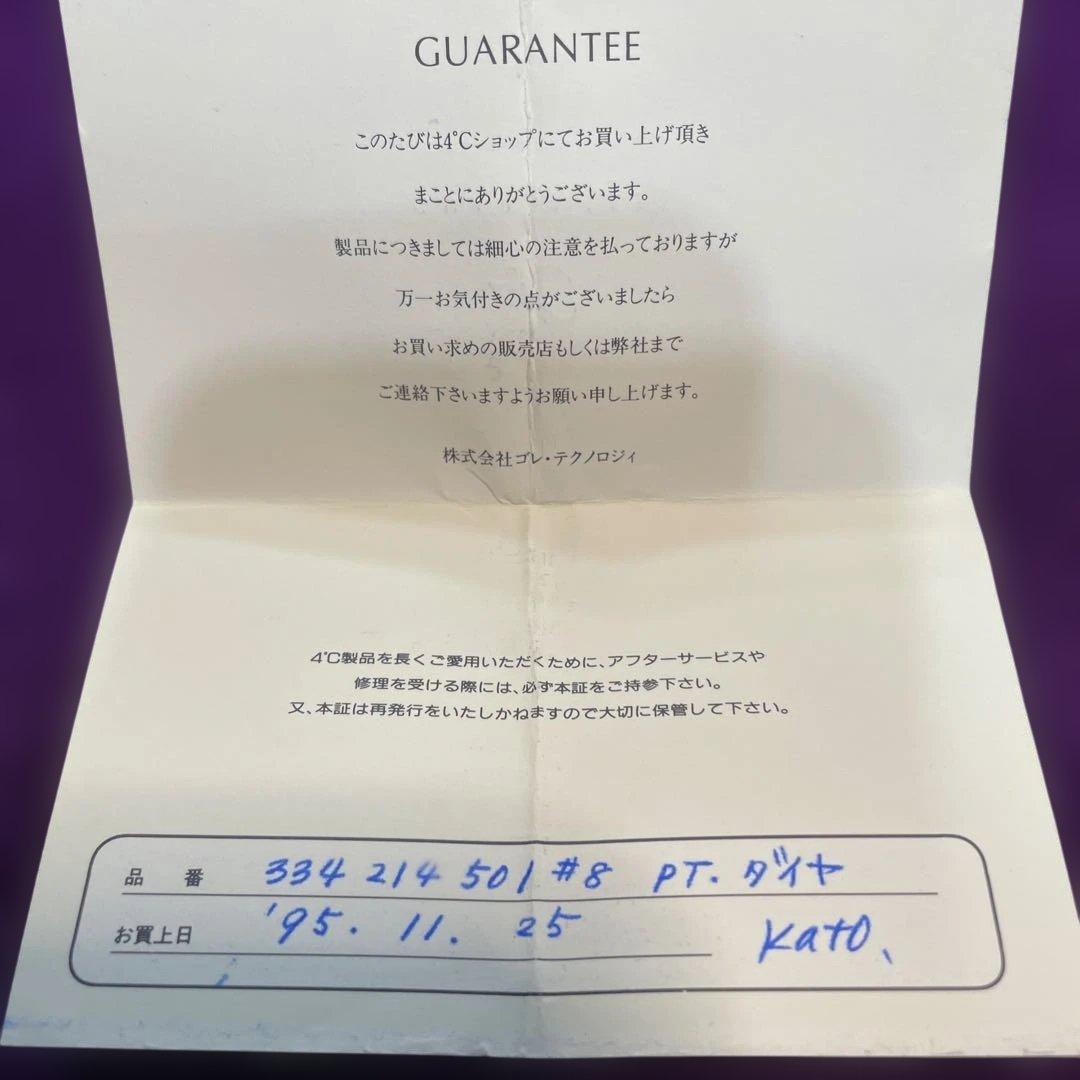 GUARANTEE
このたびは4℃ショップにてお買い上げ頂き
まことにありがとうございます。
製品につきましては細心の注意を払っておりますが
万一お気付きの点がございましたら
お買い求めの販売店もしくは弊社まで
ご連絡下さいますようお願い申し上げます。
株式会社ゴレ・テクノロジィ
4℃製品を長くご愛用いただくために、アフターサービスや
修理を受ける際には、必ず本証をご持参下さい。
又、本証は再発行をいたしかねますので大切に保管して下さい。
品 番 334 214 501 #8 PT. ダイヤ
お買上日 '95. 11. 25 Kato、